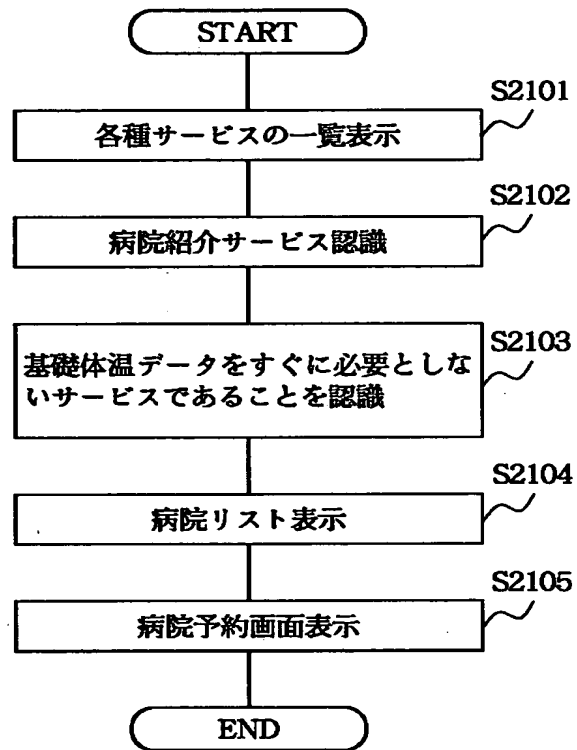 START
S2101
各種サービスの一覧表示
S2102
病院紹介サービス認識
S2103
基礎体温データをすぐに必要としな
いサービスであることを認識
S2104
病院リスト表示
S2105
病院予約画面表示
END